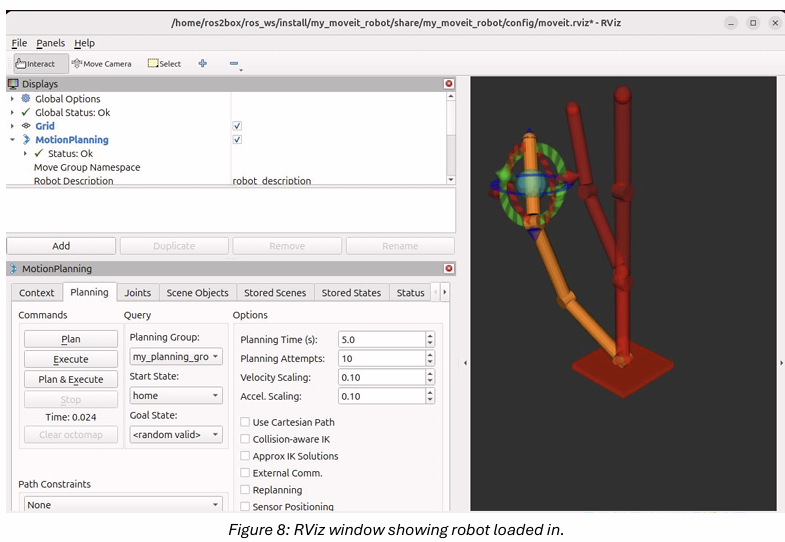 /home/ros2box/ros_ws/install/my_moveit_robot/share/my_moveit_robot/config/moveit.rviz* - RViz
File Panels Help
Interact Move Camera Select
Displays
Global Options
Global Status: Ok
Grid
MotionPlanning
Status: Ok
Move Group Namespace
Robot Description robot_description
Add Duplicate Remove Rename
MotionPlanning
Context Planning Joints Scene Objects Stored Scenes Stored States Status
Commands Query Options
Plan Planning Group: Planning Time (s): 5.0
Execute my_planning_gro Planning Attempts: 10
Plan & Execute Start State: Velocity Scaling: 0.10
Stop home Accel. Scaling: 0.10
Time: 0.024 Goal State: Use Cartesian Path
Clear octomap <random valid> Collision-aware IK
Approx IK Solutions
External Comm.
Replanning
Path Constraints Sensor Positioning
None
Figure 8: RViz window showing robot loaded in.